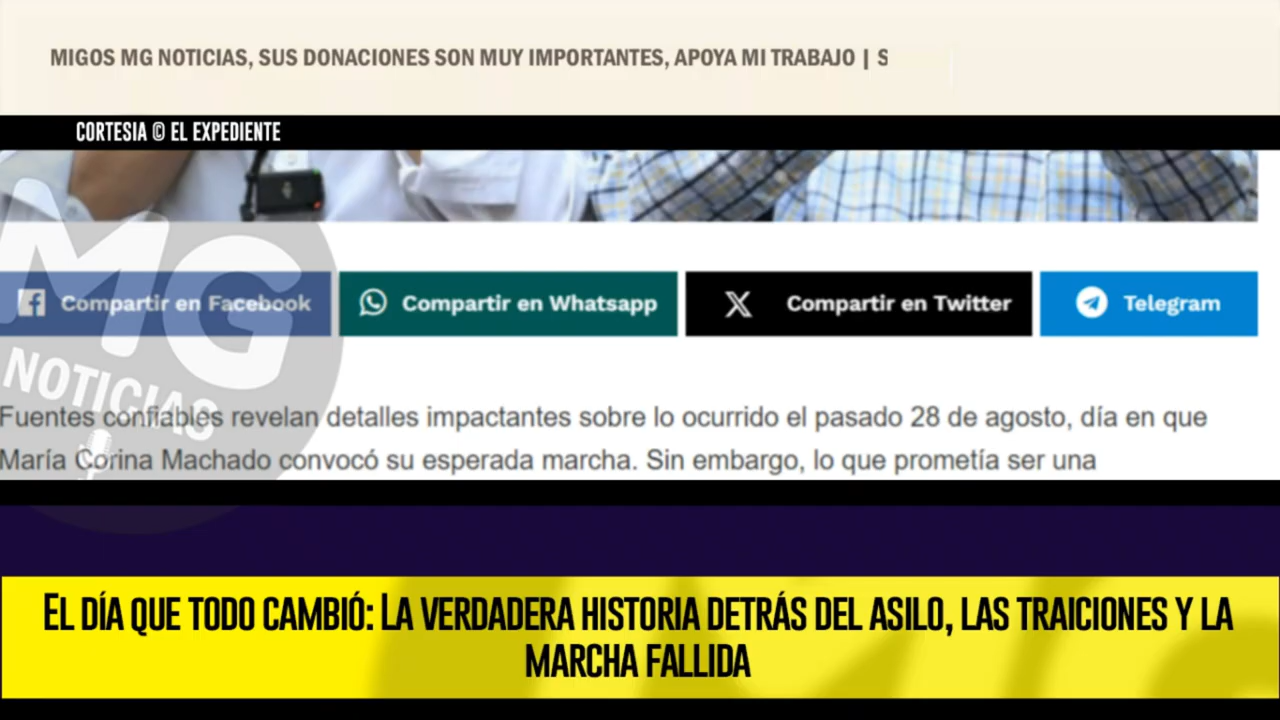 MIGOS MG NOTICIAS, SUS DONACIONES SON MUY IMPORTANTES, APOYA MI TRABAJO | S
CORTESIA © EL EXPEDIENTE
MG
NOTICIAS
Compartir en Facebook
Compartir en Whatsapp
Compartir en Twitter
Telegram
Fuentes confiables revelan detalles impactantes sobre lo ocurrido el pasado 28 de agosto, día en que
María Corina Machado convocó su esperada marcha. Sin embargo, lo que prometía ser una
EL DÍA QUE TODO CAMBIÓ: LA VERDADERA HISTORIA DETRÁS DEL ASILO, LAS TRAICIONES Y LA
MARCHA FALLIDA